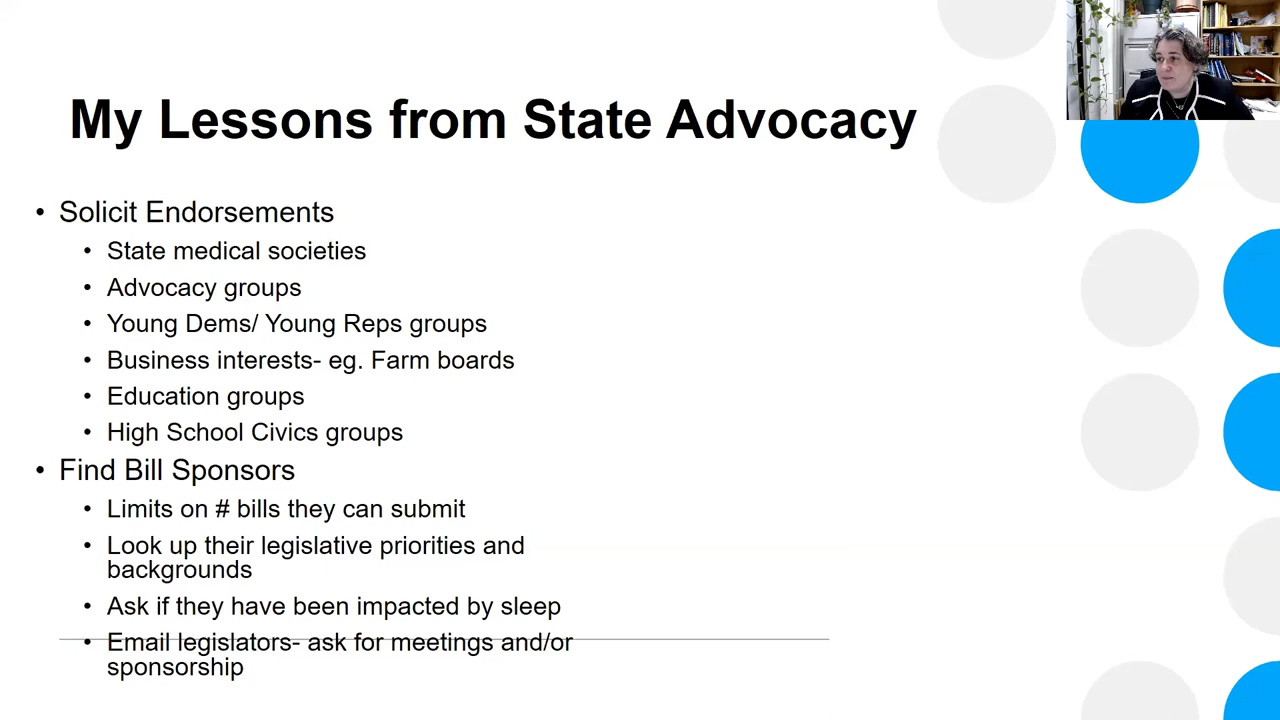 My Lessons from State Advocacy
• Solicit Endorsements
• State medical societies
• Advocacy groups
• Young Dems/ Young Reps groups
• Business interests- eg. Farm boards
• Education groups
• High School Civics groups
• Find Bill Sponsors
• Limits on # bills they can submit
• Look up their legislative priorities and
backgrounds
• Ask if they have been impacted by sleep
• Email legislators- ask for meetings and/or
sponsorship